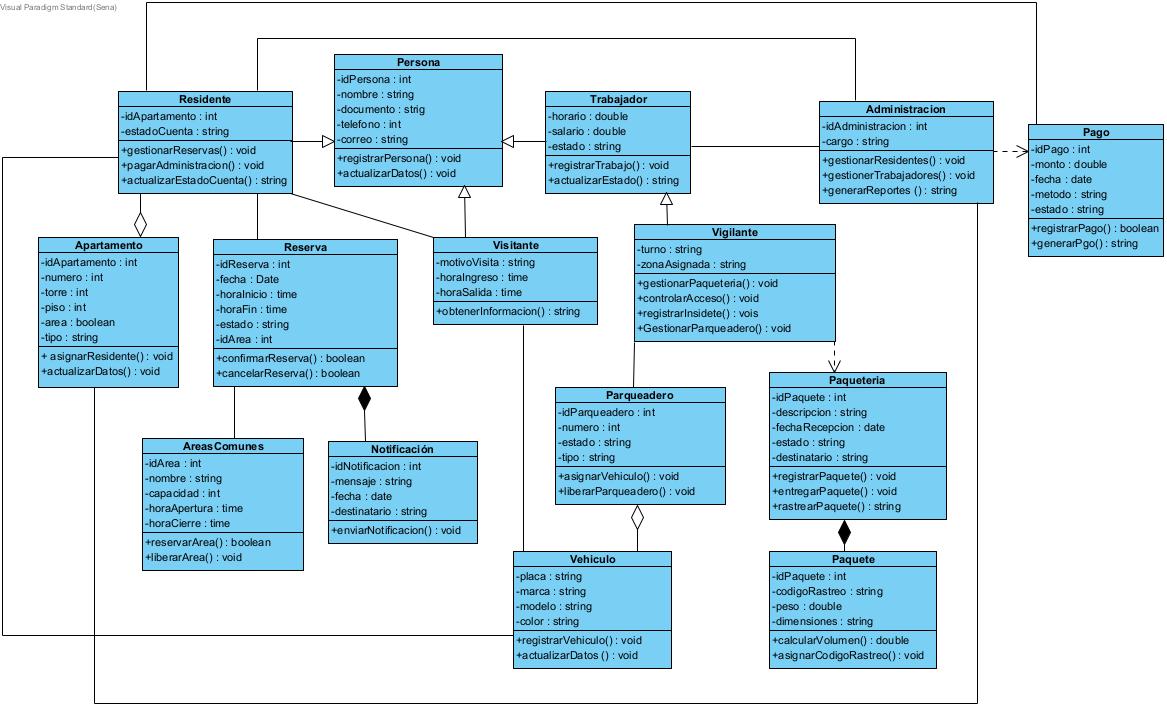 Visual Paradigm Standard(Sena)
Persona
-idPersona : int
-nombre : string
-documento : strig
-telefono : int
-correo : string
+registrarPersona() : void
+actualizarDatos() : void
Residente
-idApartamento : int
-estadoCuenta : string
+gestionarReservas() : void
+pagarAdministracion() : void
+actualizarEstadoCuenta() : string
Trabajador
-horario : double
-salario : double
-estado : string
+registrarTrabajo() : void
+actualizarEstado() : string
Administracion
-idAdministracion : int
-cargo : string
+gestionarResidentes() : void
+gestionerTrabajadores() : void
+generarReportes () : string
Pago
-idPago : int
-monto : double
-fecha : date
-metodo : string
-estado : string
+registrarPago() : boolean
+generarPgo() : string
Apartamento
-idApartamento : int
-numero : int
-torre : int
-piso : int
-area : boolean
-tipo : string
+ asignarResidente() : void
+actualizarDatos() : void
Reserva
-idReserva : int
-fecha : Date
-horaInicio : time
-horaFin : time
-estado : string
-idArea : int
+confirmarReserva() : boolean
+cancelarReserva() : boolean
Visitante
-motivoVisita : string
-horaIngreso : time
-horaSalida : time
+obtenerInformacion() : string
Vigilante
-turno : string
-zonaAsignada : string
+gestionarPaqueteria() : void
+controlarAcceso() : void
+registrarInsidete() : vois
+GestionarParqueadero() : void
Parqueadero
-idParqueadero : int
-numero : int
-estado : string
-tipo : string
+asignarVehiculo() : void
+liberarParqueadero() : void
Paqueteria
-idPaquete : int
-descripcion : string
-fechaRecepcion : date
-estado : string
-destinatario : string
+registrarPaquete() : void
+entregarPaquete() : void
+rastrearPaquete() : string
AreasComunes
-idArea : int
-nombre : string
-capacidad : int
-horaApertura : time
-horaCierre : time
+reservarArea() : boolean
+liberarArea() : void
Notificación
-idNotificacion : int
-mensaje : string
-fecha : date
-destinatario : string
+enviarNotificacion() : void
Vehiculo
-placa : string
-marca : string
-modelo : string
-color : string
+registrarVehiculo() : void
+actualizarDatos () : void
Paquete
-idPaquete : int
-codigoRastreo : string
-peso : double
-dimensiones : string
+calcularVolumen() : double
+asignarCodigoRastreo() : void